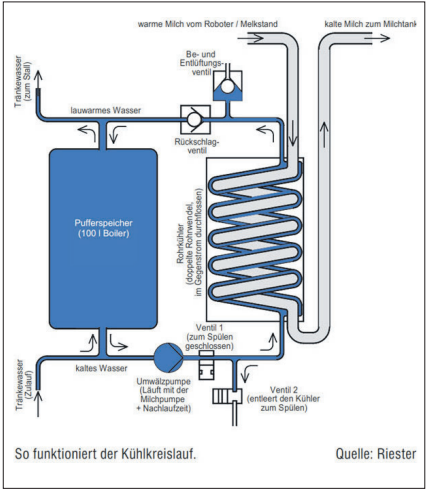 warme Milch vom Roboter / Melkstand
kalte Milch zum Milchtank
Be- und
Entlüftungs-
ventil
Tränkewasser
(zum Stall)
lauwarmes Wasser
Rückschlag-
ventil
Pufferspeicher
(100 l Boiler)
Rohrkühler
(doppelte Rohrwendel,
im Gegenstrom durchflossen)
Ventil 1
(zum Spülen
geschlossen)
kaltes Wasser
Tränkewasser
(Zulauf)
Umwälzpumpe
(Läuft mit der
Milchpumpe
+ Nachlaufzeit)
Ventil 2
(entleert den Kühler
zum Spülen)
So funktioniert der Kühlkreislauf.
Quelle: Riester